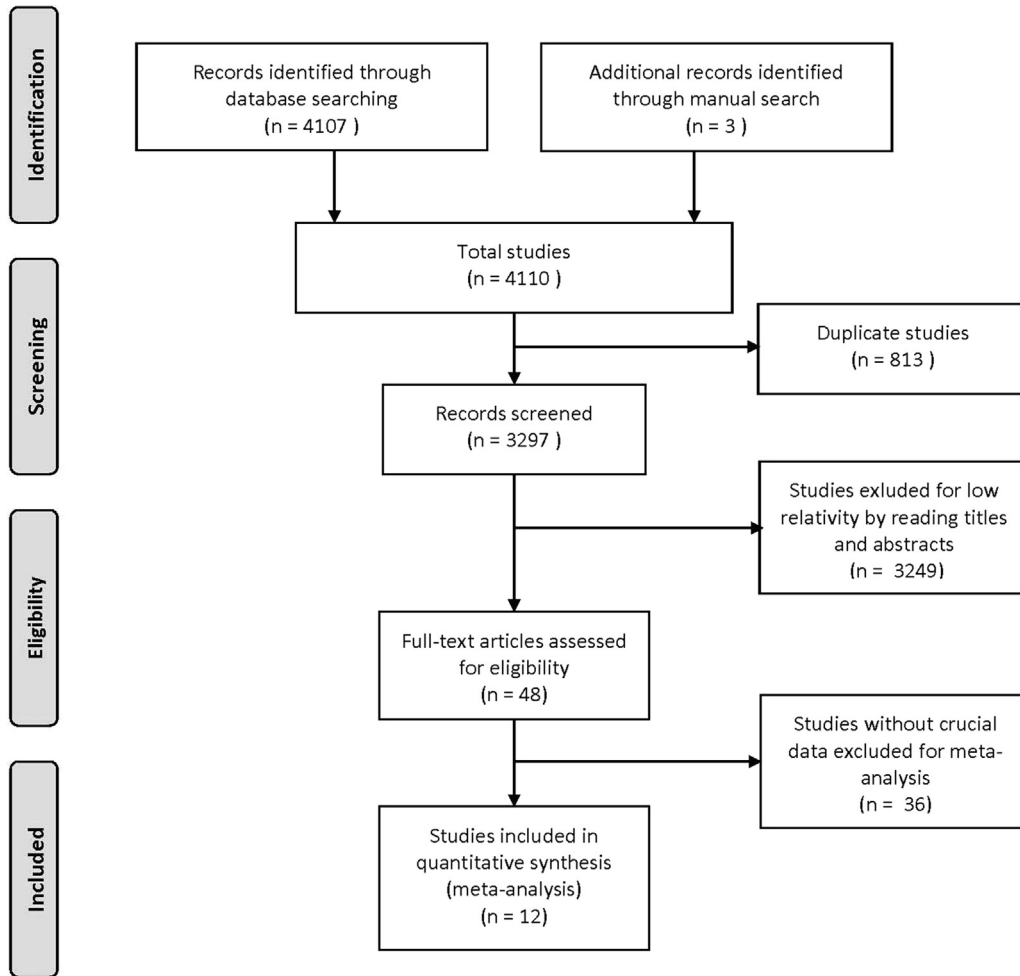 Identification
Records identified through
database searching
(n = 4107 )
Additional records identified
through manual search
(n = 3 )
Total studies
(n = 4110 )
Screening
Duplicate studies
(n = 813 )
Records screened
(n = 3297 )
Studies exluded for low
relativity by reading titles
and abstracts
(n =  3249)
Eligibility
Full-text articles assessed
for eligibility
(n = 48)
Studies without crucial
data excluded for meta-
analysis
(n =  36)
Included
Studies included in
quantitative synthesis
(meta-analysis)
(n = 12)